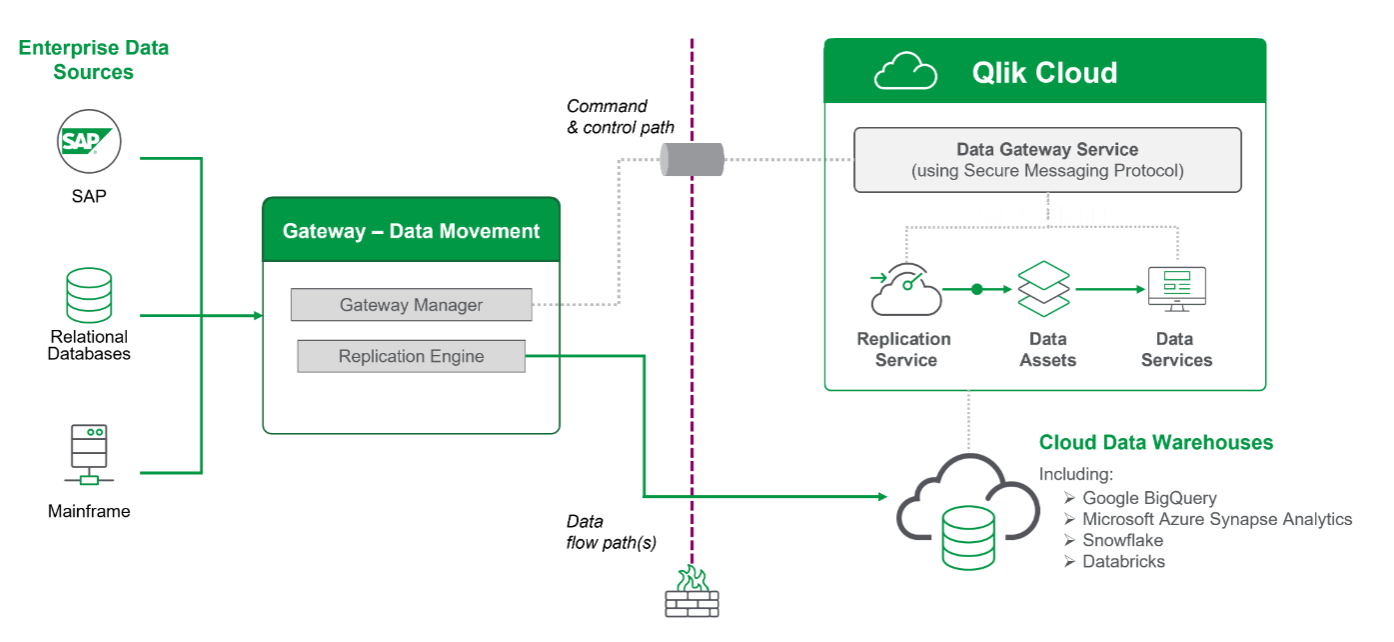 Enterprise Data
Sources
SAP
SAP
Relational
Databases
Mainframe
Gateway – Data Movement
Gateway Manager
Replication Engine
Command
& control path
Data
flow path(s)
Qlik Cloud
Data Gateway Service
(using Secure Messaging Protocol)
Replication
Service
Data
Assets
Data
Services
Cloud Data Warehouses
Including:
➢ Google BigQuery
➢ Microsoft Azure Synapse Analytics
➢ Snowflake
➢ Databricks